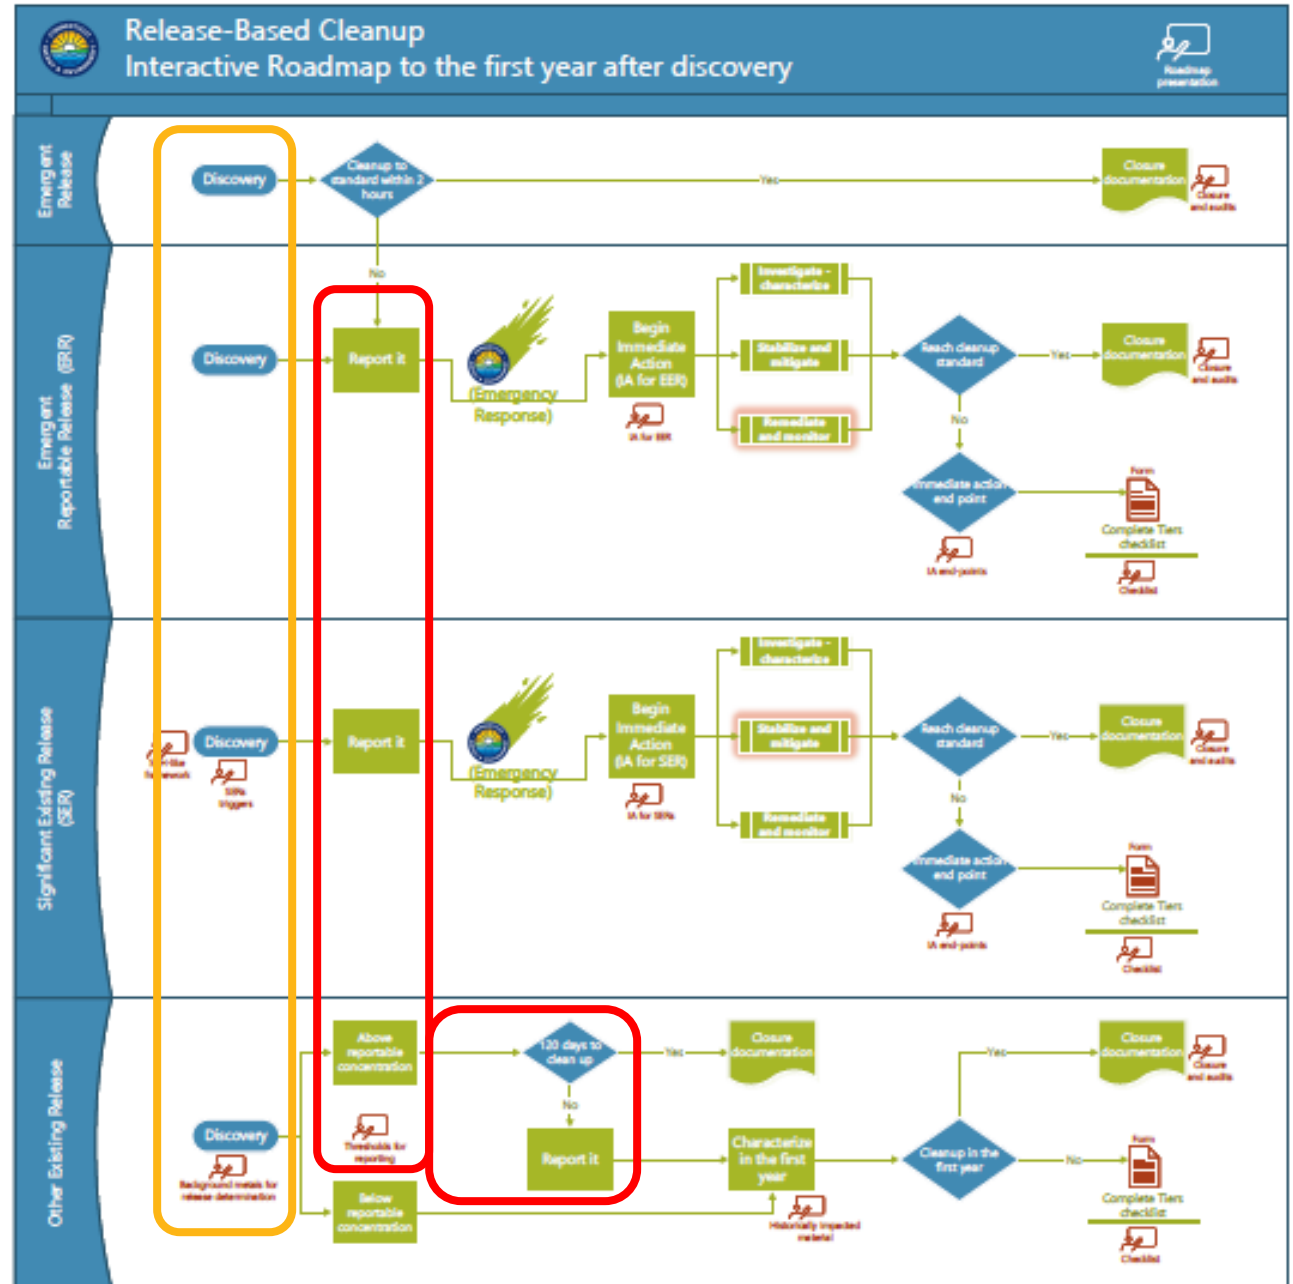 Release-Based Cleanup
Interactive Roadmap to the first year after discovery
Roadmap
presentation
Emergent
Release
Discovery
Cleanup to
standard within 2
hours
Yes
Closure
documentation
Closure
and audits
No
Emergent
Reportable Release (ERR)
Discovery
Report it
(Emergency
Response)
Begin
Immediate
Action
(IA for EER)
IA for EER
Investigate -
characterize
Stabilize and
mitigate
Remediate
and monitor
Reach cleanup
standard
Yes
Closure
documentation
Closure
and audits
No
Immediate action
end point
IA end-points
Form
Complete Tiers
checklist
Checklist
Significant Existing Release
(SER)
Discovery
SERs
triggers
Report it
(Emergency
Response)
Begin
Immediate
Action
(IA for SER)
IA for SERs
Investigate -
characterize
Stabilize and
mitigate
Remediate
and monitor
Reach cleanup
standard
Yes
Closure
documentation
Closure
and audits
No
Immediate action
end point
IA end-points
Form
Complete Tiers
checklist
Checklist
Other Existing Release
Discovery
Background metals for
release determination
Above
reportable
concentration
Thresholds for
reporting
Below
reportable
concentration
120 days to
clean up
Yes
Closure
documentation
No
Report it
Characterize
in the first
year
Historically impacted
material
Cleanup in the
first year
Yes
Closure
documentation
Closure
and audits
No
Form
Complete Tiers
checklist
Checklist